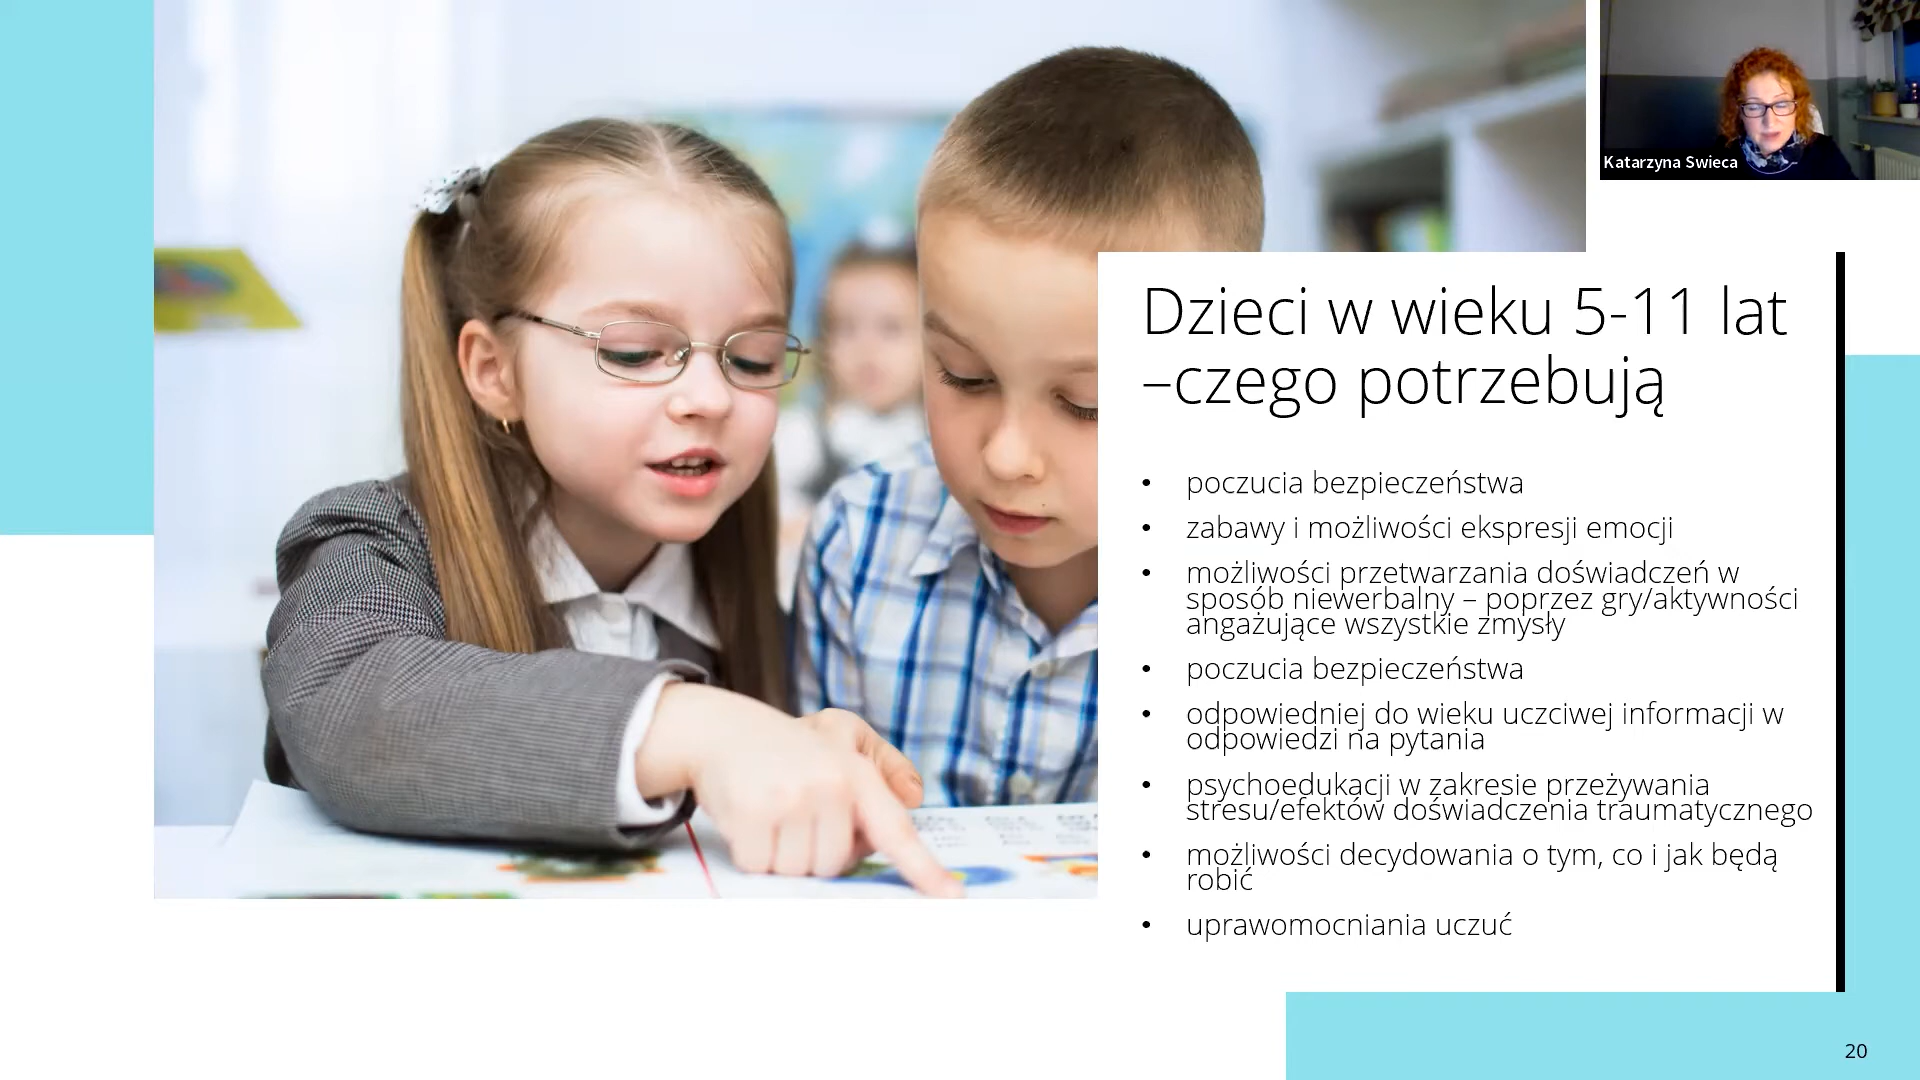 Katarzyna Swieca
Dzieci w wieku 5-11 lat
–czego potrzebują
• poczucia bezpieczeństwa
• zabawy i możliwości ekspresji emocji
• możliwości przetwarzania doświadczeń w
sposób niewerbalny – poprzez gry/aktywności
angażujące wszystkie zmysły
• poczucia bezpieczeństwa
• odpowiedniej do wieku uczciwej informacji w
odpowiedzi na pytania
• psychoedukacji w zakresie przeżywania
stresu/efektów doświadczenia traumatycznego
• możliwości decydowania o tym, co i jak będą
robić
• uprawomocniania uczuć
20